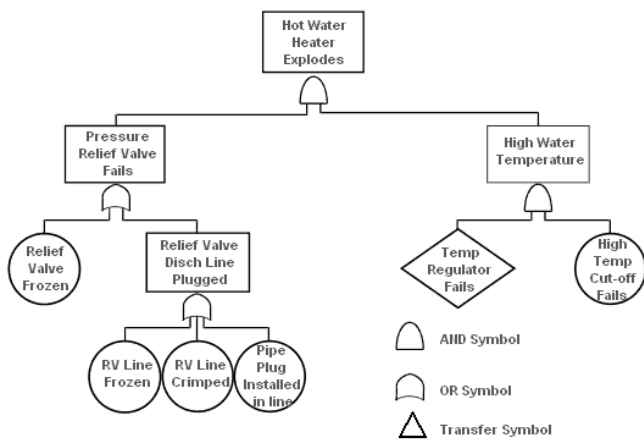 Hot Water
Heater
Explodes
Pressure
Relief Valve
Fails
High Water
Temperature
Relief
Valve
Frozen
Relief Valve
Disch Line
Plugged
Temp
Regulator
Fails
High
Temp
Cut-off
Fails
RV Line
Frozen
RV Line
Crimped
Pipe
Plug
Installed
in line
AND Symbol
OR Symbol
Transfer Symbol